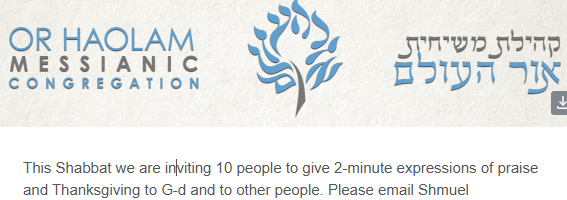 OR HAOLAM
MESSIANIC
CONGREGATION
קהילת משיחית
אור העולם
This Shabbat we are inviting 10 people to give 2-minute expressions of praise
and Thanksgiving to G-d and to other people. Please email Shmuel